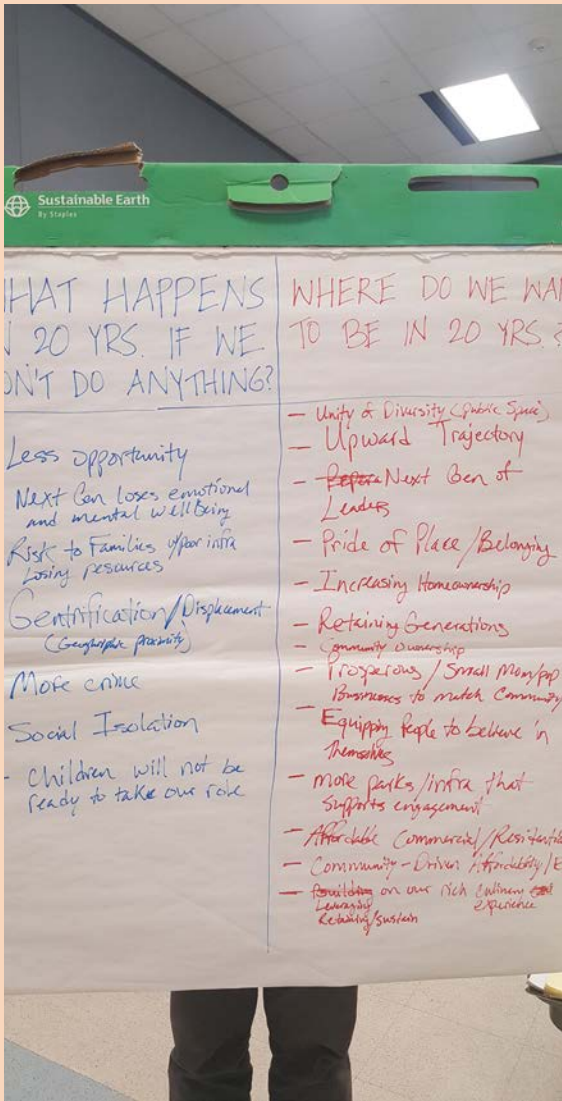 Sustainable Earth
By Staples
HAT HAPPENS
N 20 YRS. IF WE
ON'T DO ANYTHING?
Less opportunity
Next Gen loses emotional
and mental wellBeing
Risk to Families w/poor infra
Losing resources
Gentrification/Displacement
(Geographic proximity)
More crime
Social Isolation
- Children will not be
ready to take our role
WHERE DO WE WAN
TO BE IN 20 YRS.?
- Unity & Diversity (public Space)
- Upward Trajectory
- Next Gen of
Leaders
- Pride of Place/Belonging
- Increasing Homeownership
- Retaining Generations
- Community Ownership
- Prosperous/Small Mom/pop
Businesses to match Community
- Equipping People to believe in
Themselves
- more parks/infra that
supports engagement
- Affordable Commercial/Residentia
- Community-Driven Affordability/E
- Building on our rich culinary
Leveraging experience
Retaining/sustain